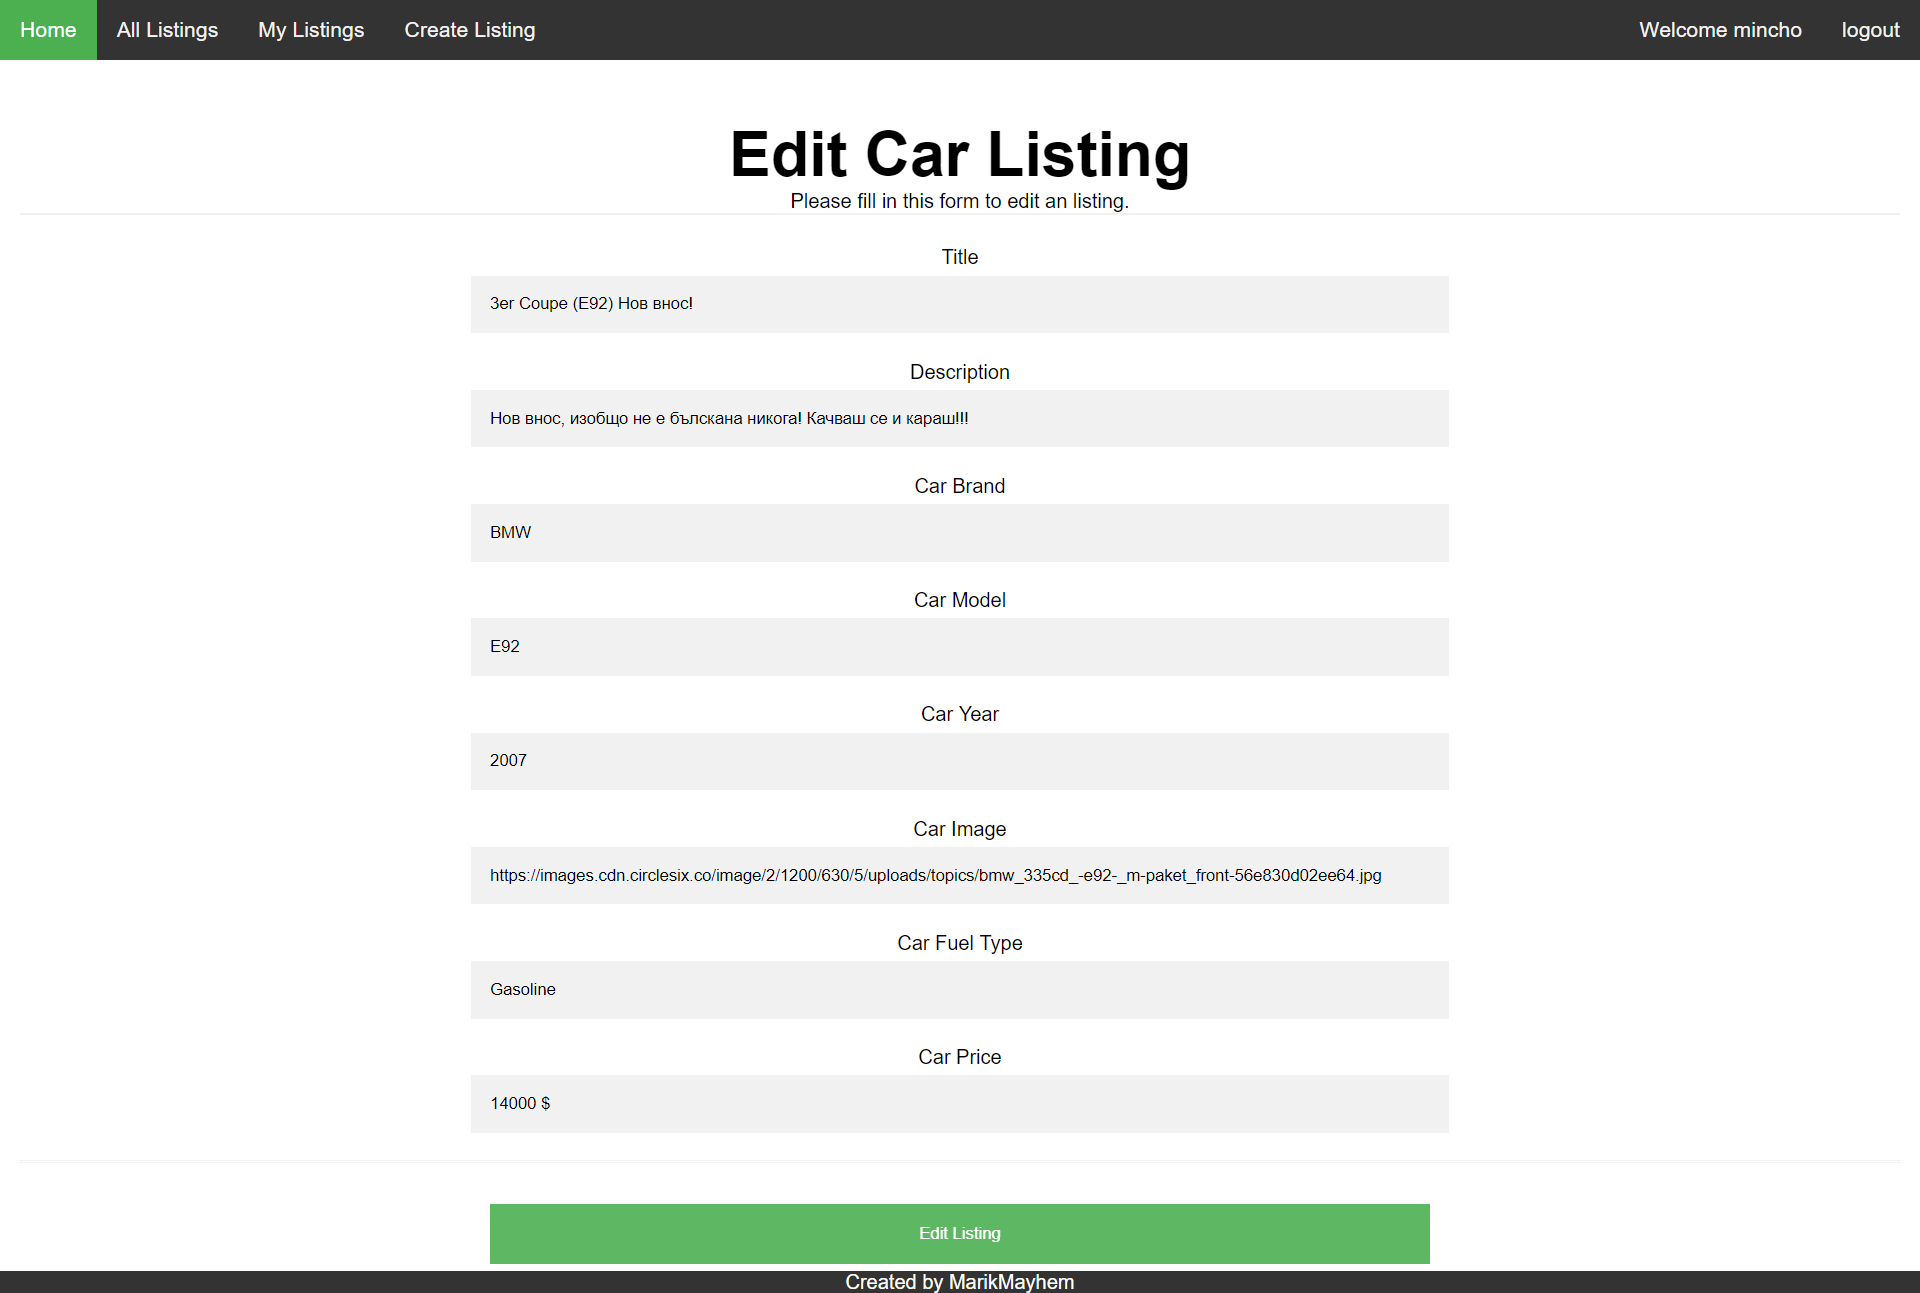 Home All Listings My Listings Create Listing Welcome mincho logout
Edit Car Listing
Please fill in this form to edit an listing.
Title
3er Coupe (E92) Нов внос!
Description
Нов внос, изобщо не е бълскана никога! Качваш се и караш!!!
Car Brand
BMW
Car Model
E92
Car Year
2007
Car Image
https://images.cdn.circlesix.co/image/2/1200/630/5/uploads/topics/bmw_335cd_-e92-_m-paket_front-56e830d02ee64.jpg
Car Fuel Type
Gasoline
Car Price
14000 $
Edit Listing
Created by MarikMayhem